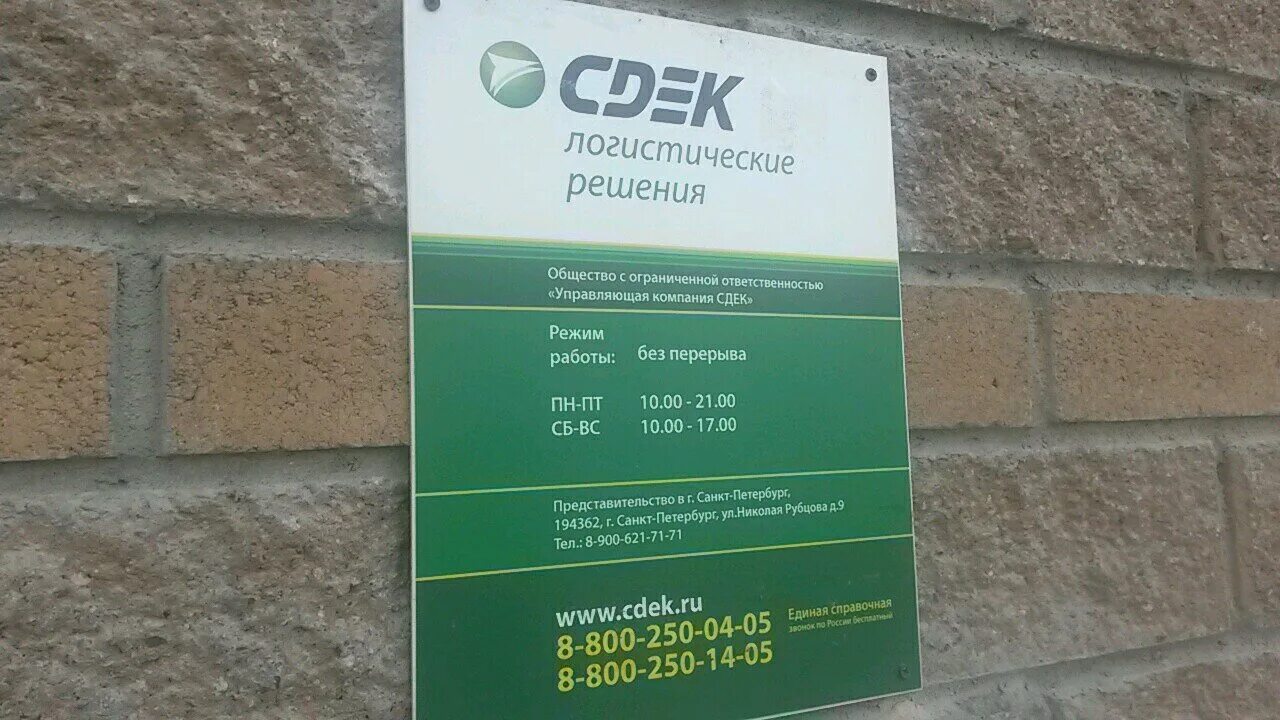 CDEK
логистические
решения
Общество с ограниченной ответственностью
«Управляющая компания СДЕК»
Режим
работы: без перерыва
ПН-ПТ 10.00 - 21.00
СБ-ВС 10.00 - 17.00
Представительство в г. Санкт-Петербург,
194362, г. Санкт-Петербург, ул.Николая Рубцова д.9
Тел.: 8-900-621-71-71
www.cdek.ru
8-800-250-04-05 Единая справочная
звонок по России бесплатный
8-800-250-14-05